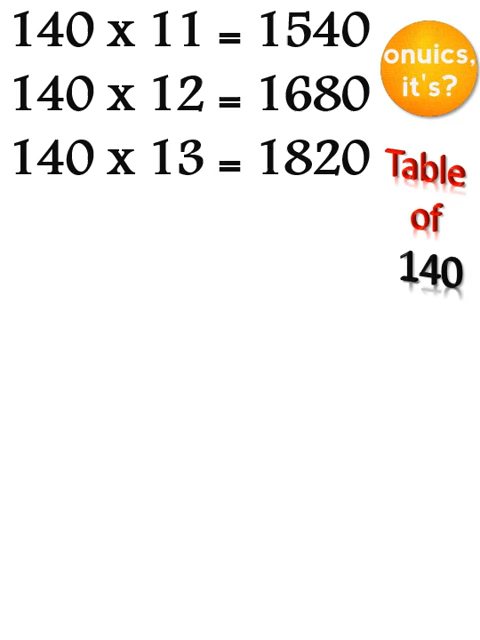 140 x 11 = 1540
140 x 12 = 1680
140 x 13 = 1820
onuics,
it's?
Table
of
140